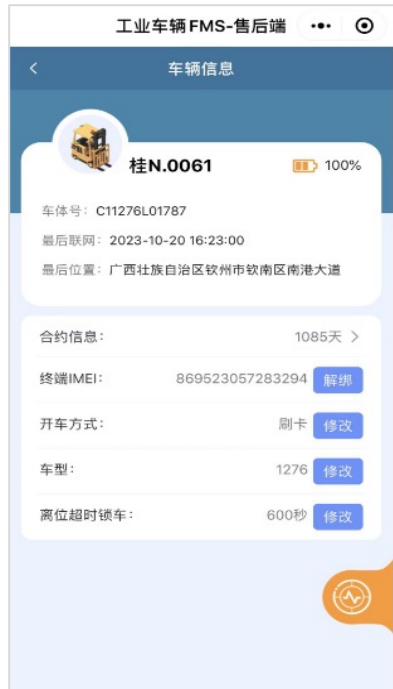 工业车辆FMS-售后端
车辆信息
桂N.0061 100%
车体号：C11276L01787
最后联网：2023-10-20 16:23:00
最后位置：广西壮族自治区钦州市钦南区南港大道
合约信息： 1085天
终端IMEI： 869523057283294 解绑
开车方式： 刷卡 修改
车型： 1276 修改
离位超时锁车： 600秒 修改